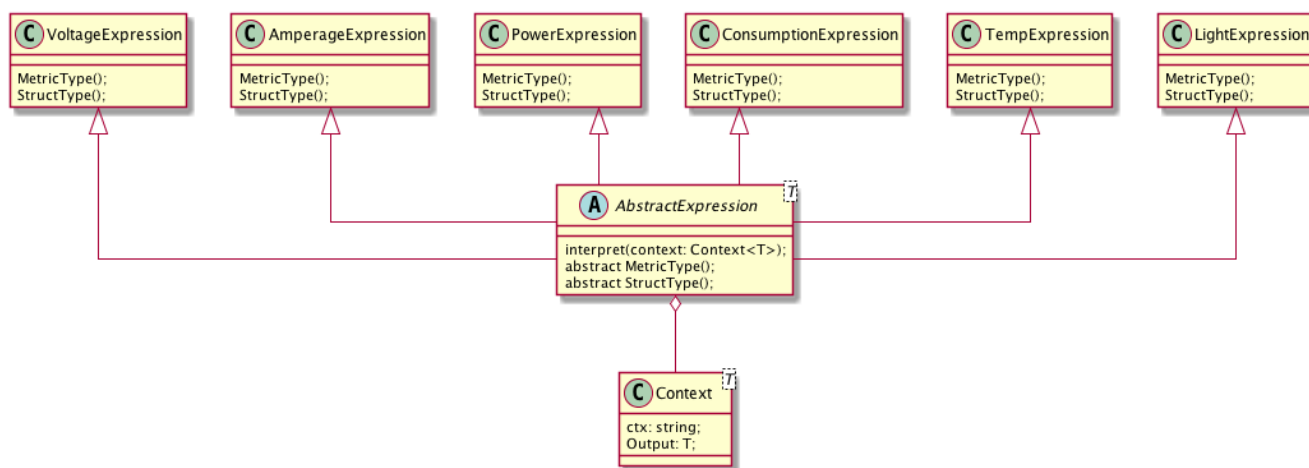 C VoltageExpression
MetricType();
StructType();
C AmperageExpression
MetricType();
StructType();
C PowerExpression
MetricType();
StructType();
C ConsumptionExpression
MetricType();
StructType();
C TempExpression
MetricType();
StructType();
C LightExpression
MetricType();
StructType();
A AbstractExpression T
interpret(context: Context<T>);
abstract MetricType();
abstract StructType();
C Context T
ctx: string;
Output: T;